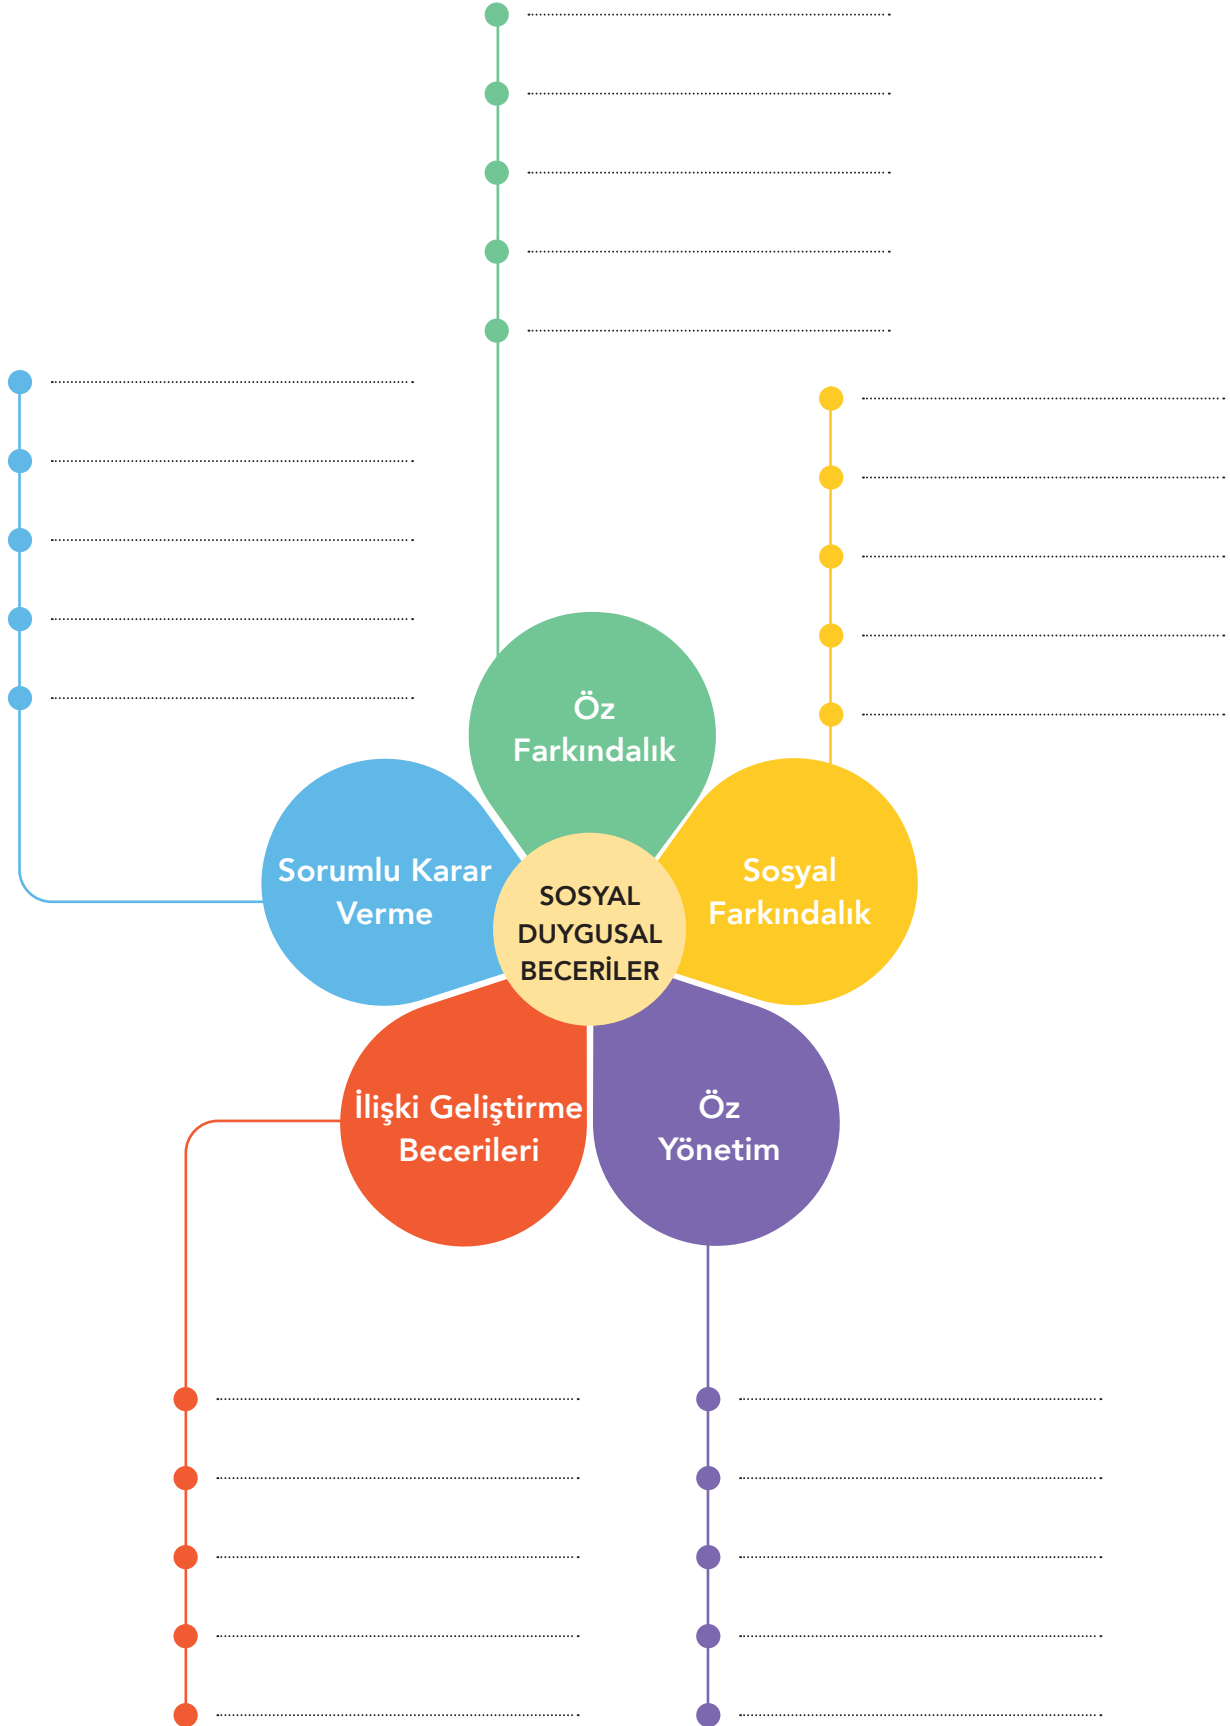 Öz
Farkındalık
Sorumlu Karar
Verme
Sosyal
Farkındalık
SOSYAL
DUYGUSAL
BECERİLER
İlişki Geliştirme
Becerileri
Öz
Yönetim